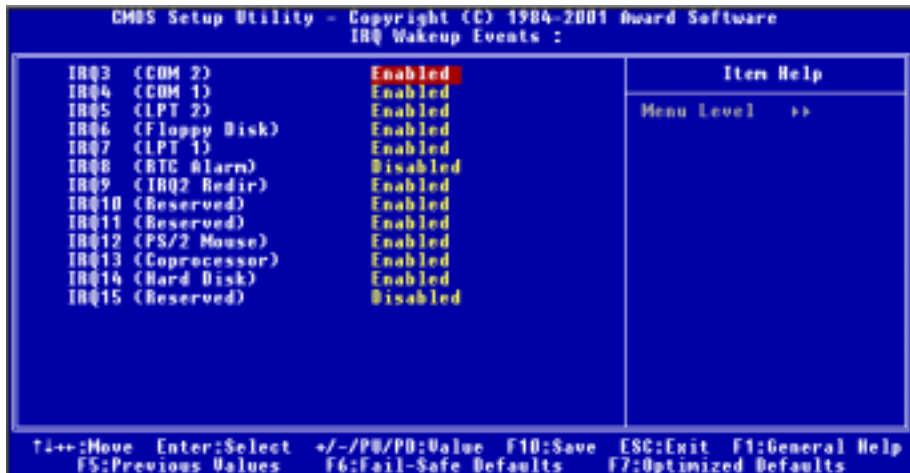 CMOS Setup Utility - Copyright (C) 1984-2001 Award Software
IRQ Wakeup Events :
IRQ3 (COM 2) Enabled
IRQ4 (COM 1) Enabled
IRQ5 (LPT 2) Enabled
IRQ6 (Floppy Disk) Enabled
IRQ7 (LPT 1) Enabled
IRQ8 (RTC Alarm) Disabled
IRQ9 (IRQ2 Redir) Enabled
IRQ10 (Reserved) Enabled
IRQ11 (Reserved) Enabled
IRQ12 (PS/2 Mouse) Enabled
IRQ13 (Coprocessor) Enabled
IRQ14 (Hard Disk) Enabled
IRQ15 (Reserved) Disabled
Item Help
Menu Level ▸▸
↑↓→←:Move Enter:Select +/-/PU/PD:Value F10:Save ESC:Exit F1:General Help
F5:Previous Values F6:Fail-Safe Defaults F7:Optimized Defaults